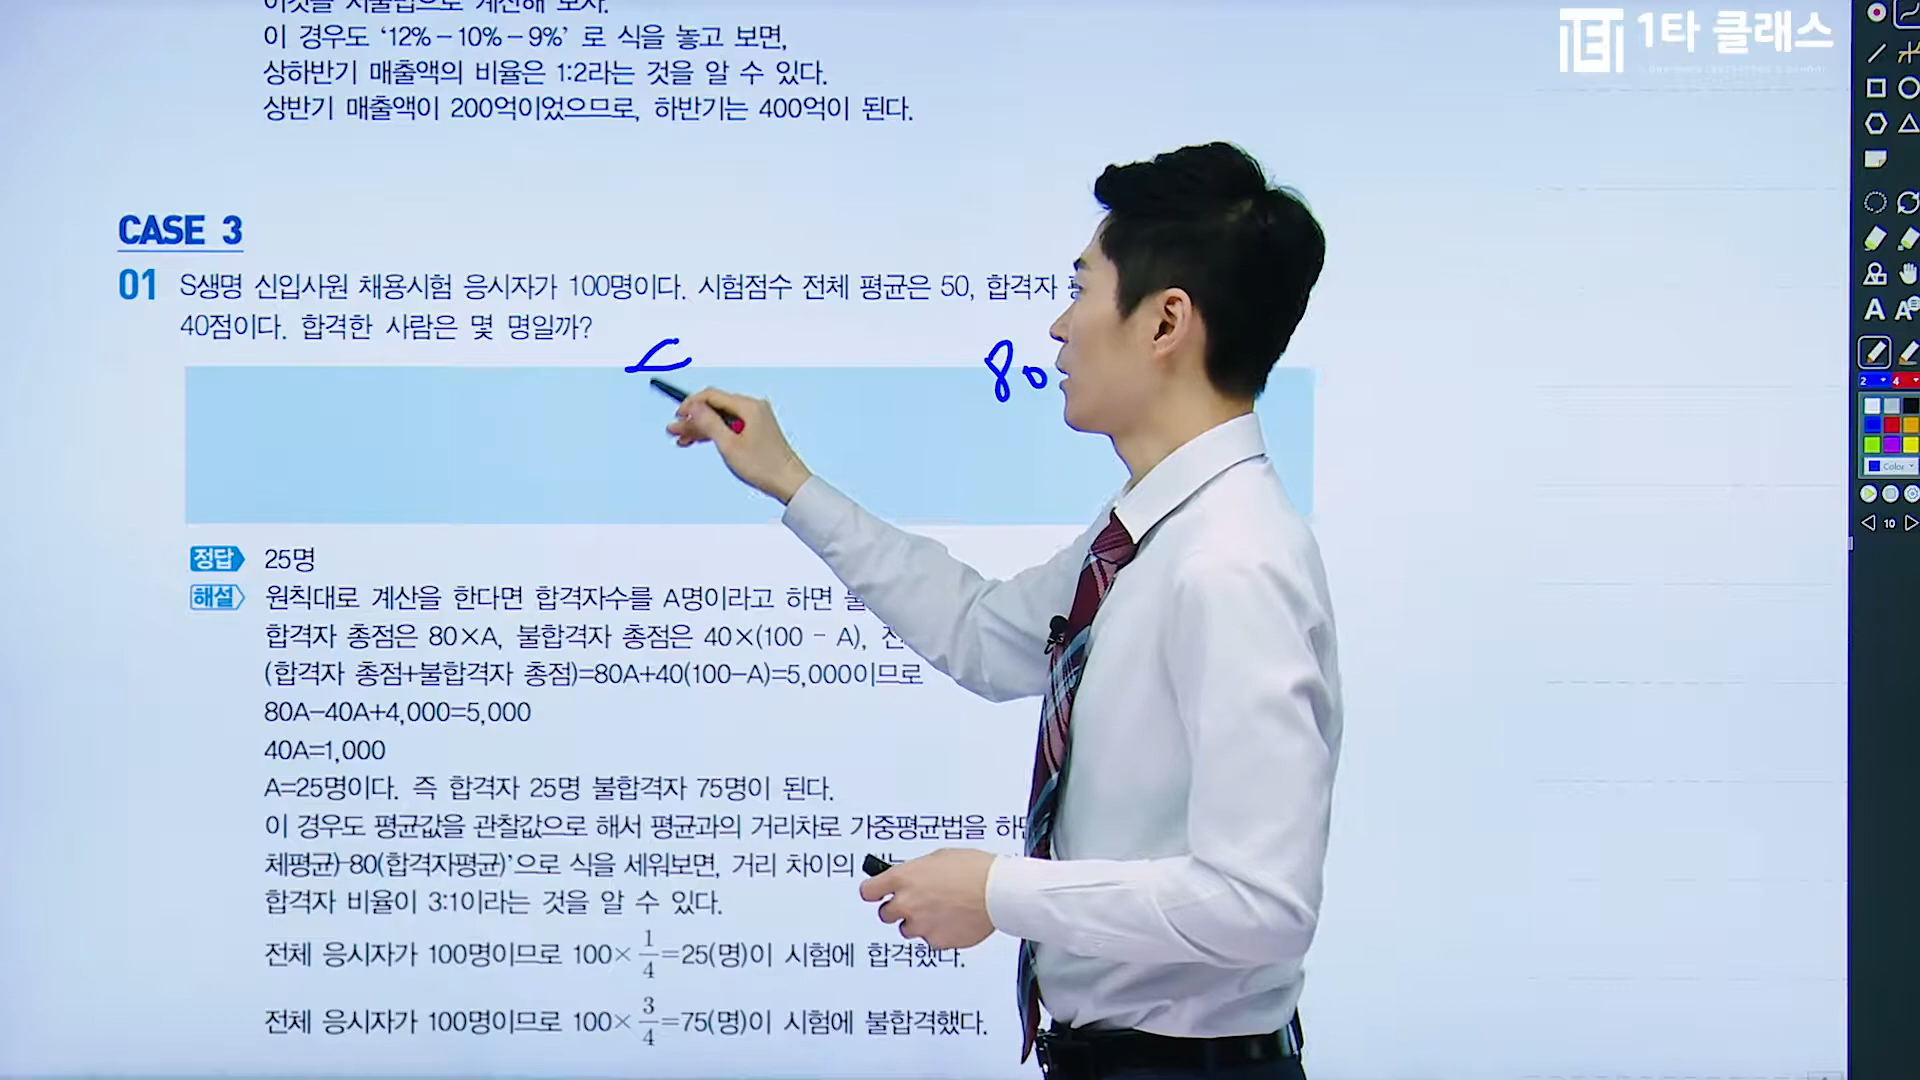 1타 클래스
이 경우도 '12%-10%-9%' 로 식을 놓고 보면,
상하반기 매출액의 비율은 1:2라는 것을 알 수 있다.
상반기 매출액이 200억이었으므로, 하반기는 400억이 된다.
CASE 3
01 S생명 신입사원 채용시험 응시자가 100명이다. 시험점수 전체 평균은 50, 합격자
40점이다. 합격한 사람은 몇 명일까?
80
정답 25명
해설 원칙대로 계산을 한다면 합격자수를 A명이라고 하면
합격자 총점은 80×A, 불합격자 총점은 40×(100 - A),
(합격자 총점+불합격자 총점)=80A+40(100-A)=5,000이므로
80A-40A+4,000=5,000
40A=1,000
A=25명이다. 즉 합격자 25명 불합격자 75명이 된다.
이 경우도 평균값을 관찰값으로 해서 평균과의 거리차로 가중평균법을
체평균)-80(합격자평균)'으로 식을 세워보면, 거리 차이의
합격자 비율이 3:1이라는 것을 알 수 있다.
전체 응시자가 100명이므로 100× 1/4 =25(명)이 시험에 합격했다.
전체 응시자가 100명이므로 100× 3/4 =75(명)이 시험에 불합격했다.
A A
2 4
Color
10